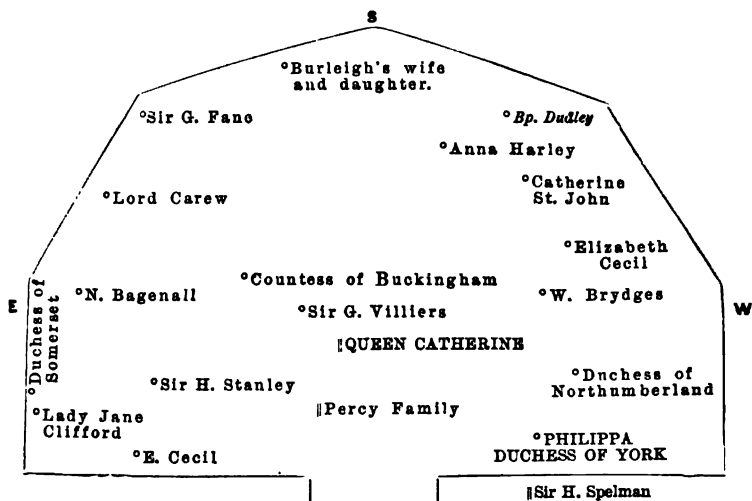 S
°Burleigh's wife
and daughter.
°Sir G. Fane
°Bp. Dudley
°Anna Harley
°Catherine
St. John
°Lord Carew
°Elizabeth
Cecil
°Countess of Buckingham
°N. Bagenall
°W. Brydges
E
°Duchess of
Somerset
W
°Sir G. Villiers
QUEEN CATHERINE
°Duchess of
Northumberland
°Sir H. Stanley
Percy Family
°Lady Jane
Clifford
°E. Cecil
°PHILIPPA
DUCHESS OF YORK
Sir H. Spelman